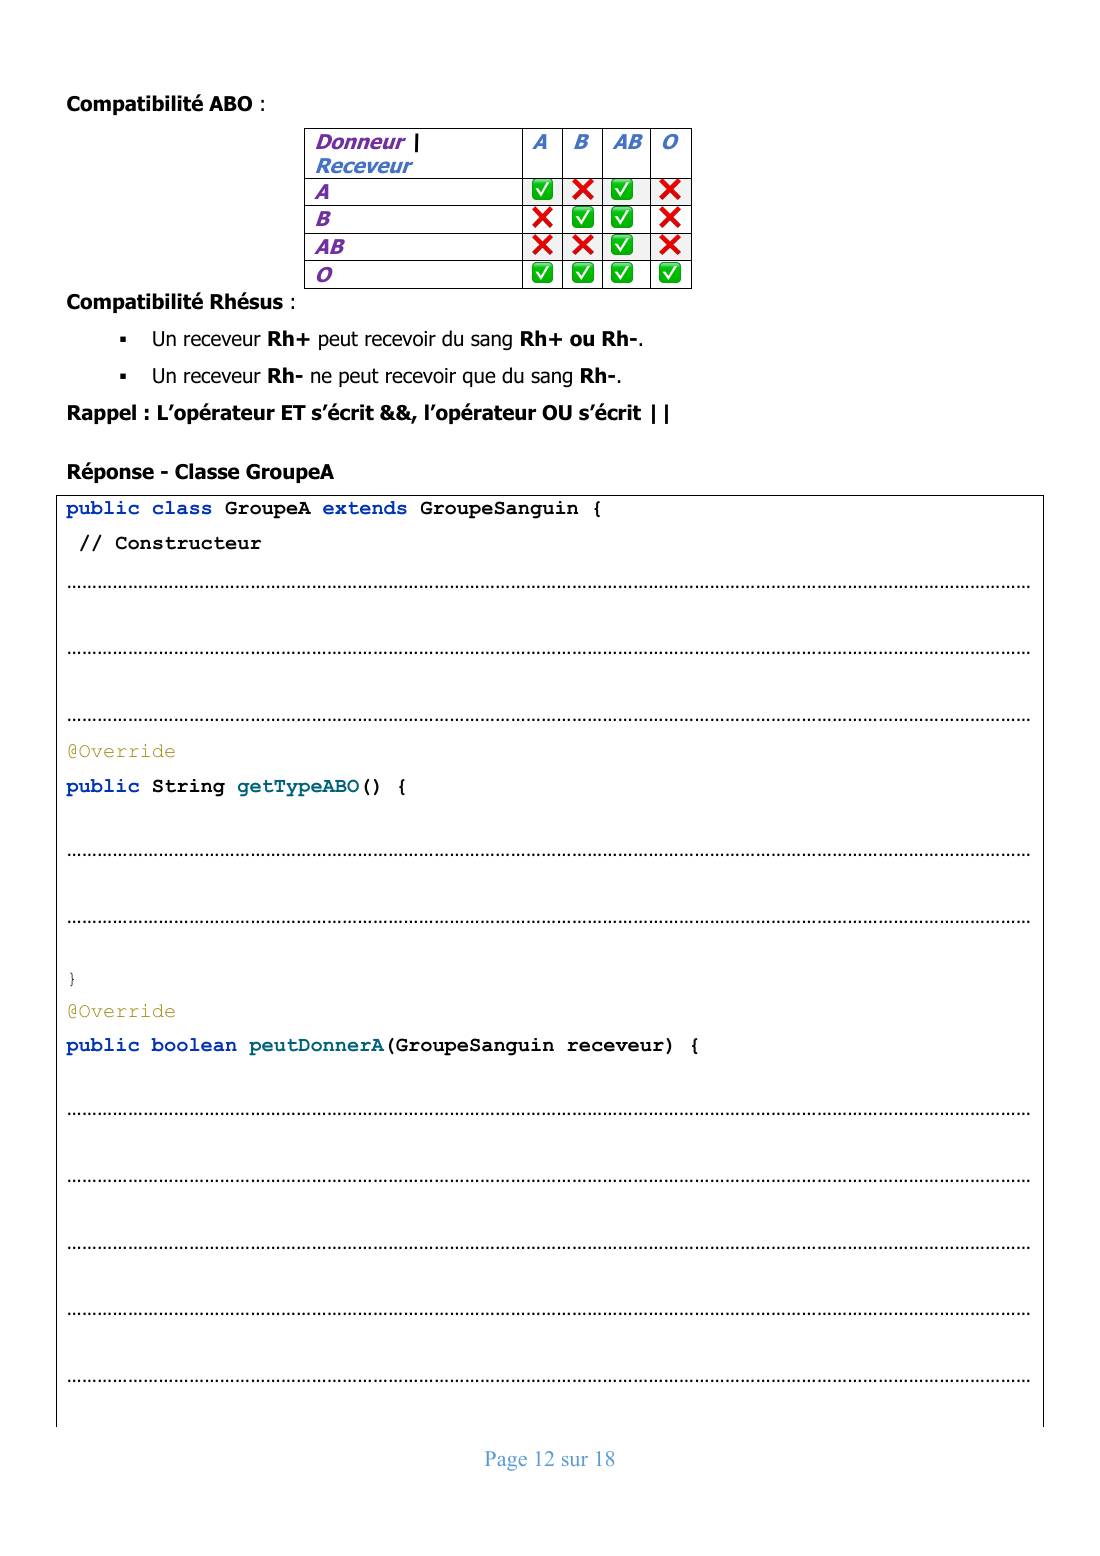 Compatibilité ABO :
Donneur | A B AB O
Receveur
A ✅ ❌ ✅ ❌
B ❌ ✅ ✅ ❌
AB ❌ ❌ ✅ ❌
O ✅ ✅ ✅ ✅
Compatibilité Rhésus :
▪ Un receveur Rh+ peut recevoir du sang Rh+ ou Rh-.
▪ Un receveur Rh- ne peut recevoir que du sang Rh-.
Rappel : L’opérateur ET s’écrit &&, l’opérateur OU s’écrit ||
Réponse - Classe GroupeA
public class GroupeA extends GroupeSanguin {
// Constructeur
@Override
public String getTypeABO() {
}
@Override
public boolean peutDonnerA(GroupeSanguin receveur) {
Page 12 sur 18